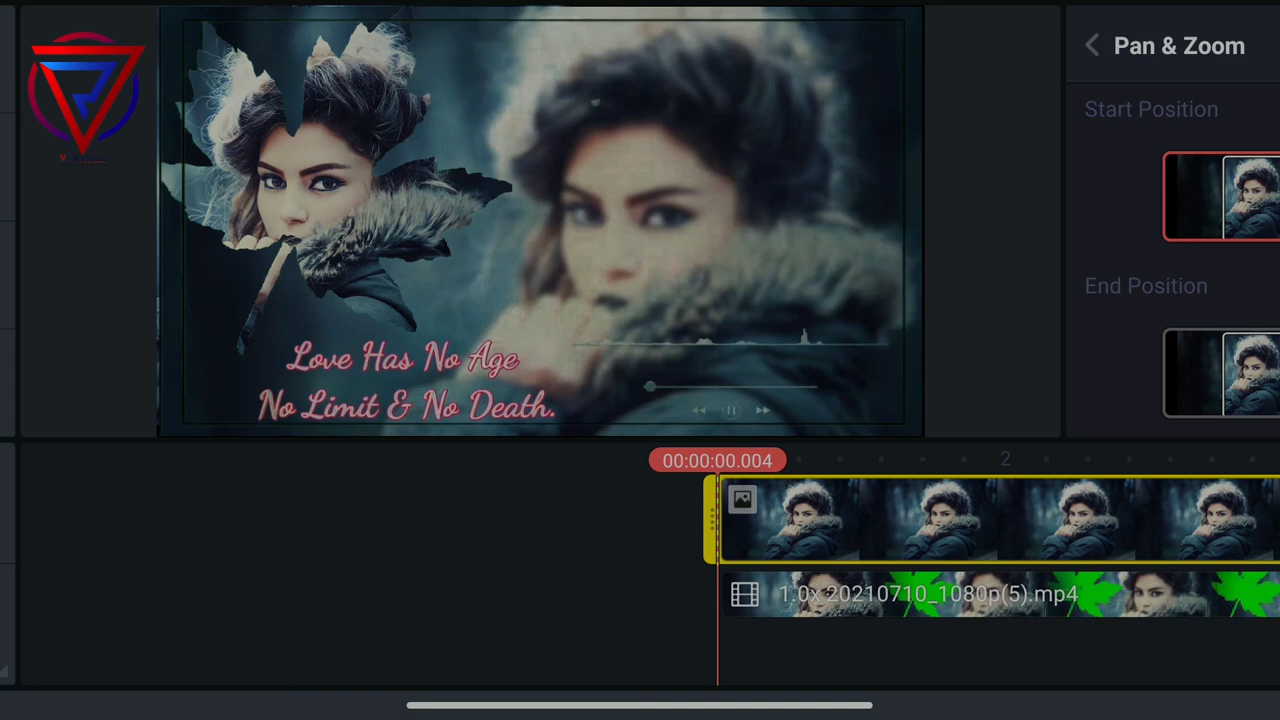 Pan & Zoom
Start Position
End Position
Love Has No Age
No Limit & No Death.
00:00:00.004
2
1.0x 20210710_1080p(5).mp4